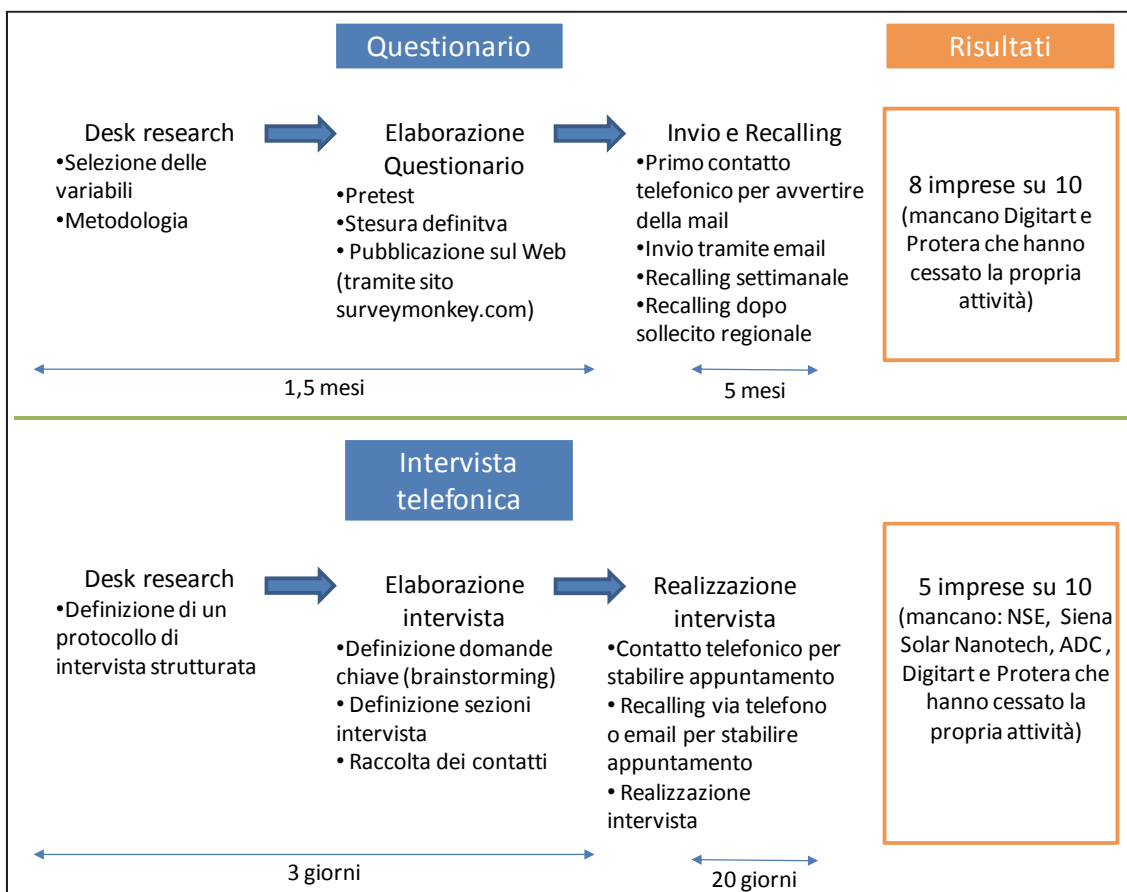 Questionario
Risultati
Desk research
•Selezione delle
variabili
•Metodologia
Elaborazione
Questionario
•Pretest
•Stesura definitva
• Pubblicazione sul Web
(tramite sito
surveymonkey.com)
Invio e Recalling
•Primo contatto
telefonico per avvertire
della mail
•Invio tramite email
•Recalling settimanale
•Recalling dopo
sollecito regionale
8 imprese su 10
(mancano Digitart e
Protera che hanno
cessato la propria
attività)
1,5 mesi
5 mesi
Intervista
telefonica
Desk research
•Definizione di un
protocollo di
intervista strutturata
Elaborazione
intervista
•Definizione domande
chiave (brainstorming)
• Definizione sezioni
intervista
• Raccolta dei contatti
Realizzazione
intervista
•Contatto telefonico per
stabilire appuntamento
• Recalling via telefono
o email per stabilire
appuntamento
• Realizzazione
intervista
5 imprese su 10
(mancano: NSE, Siena
Solar Nanotech, ADC ,
Digitart e Protera che
hanno cessato la
propria attività)
3 giorni
20 giorni